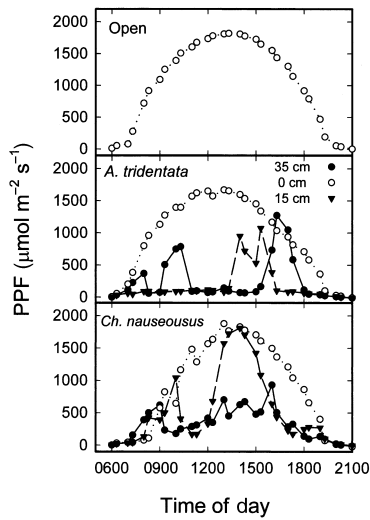 PPF (μmol m⁻² s⁻¹)
2000
Open
1500
1000
500
0
2000
A. tridentata
35 cm
0 cm
15 cm
1500
1000
500
0
2000
Ch. nauseousus
1500
1000
500
0
0600 0900 1200 1500 1800 2100
Time of day